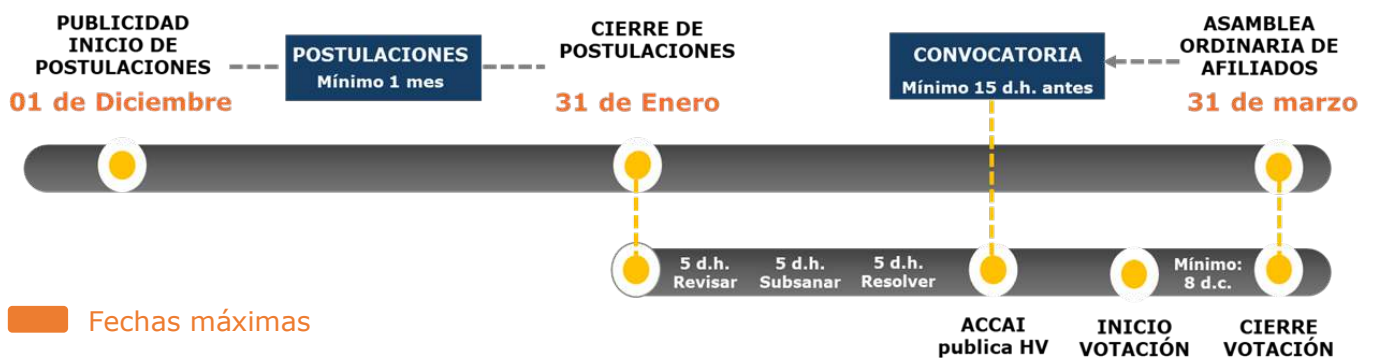 PUBLICIDAD
INICIO DE
POSTULACIONES
01 de Diciembre
POSTULACIONES
Mínimo 1 mes
CIERRE DE
POSTULACIONES
31 de Enero
CONVOCATORIA
Mínimo 15 d.h. antes
ASAMBLEA
ORDINARIA DE
AFILIADOS
31 de marzo
5 d.h.
Revisar
5 d.h.
Subsanar
5 d.h.
Resolver
Mínimo:
8 d.c.
ACCAI
publica HV
INICIO
VOTACIÓN
CIERRE
VOTACIÓN
Fechas máximas